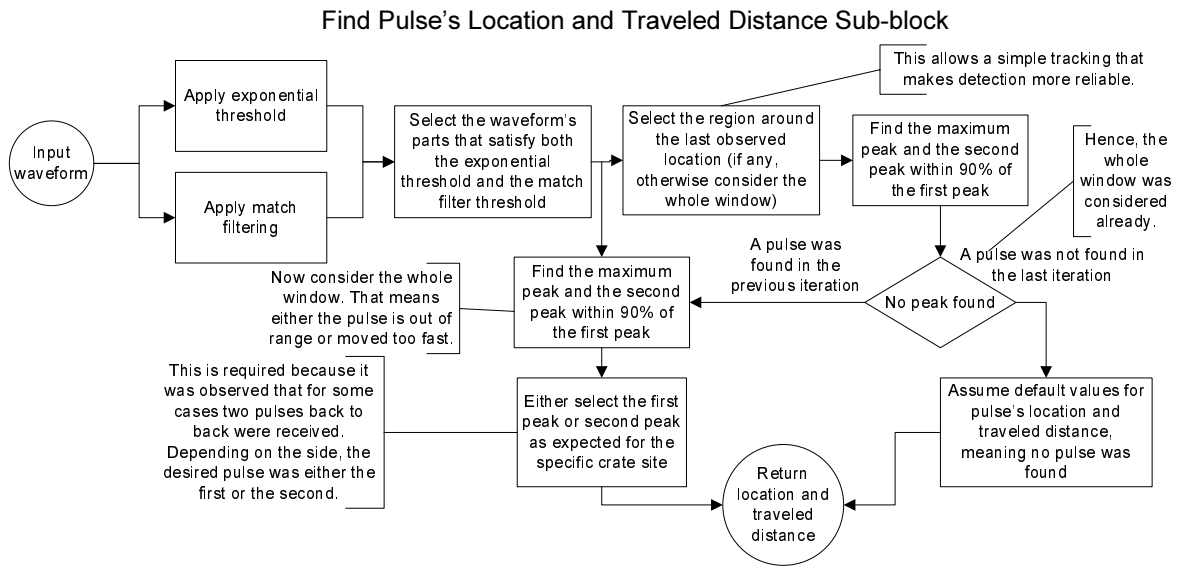 Find Pulse's Location and Traveled Distance Sub-block
This allows a simple tracking that
makes detection more reliable.
Input
waveform
Apply exponential
threshold
Apply match
filtering
Select the waveform's
parts that satisfy both
the exponential
threshold and the match
filter threshold
Select the region around
the last observed
location (if any,
otherwise consider the
whole window)
Find the maximum
peak and the second
peak within 90% of
the first peak
Hence, the
whole
window was
considered
already.
A pulse was
found in the
previous iteration
A pulse was not found in
the last iteration
No peak found
Now consider the whole
window. That means
either the pulse is out of
range or moved too fast.
Find the maximum
peak and the second
peak within 90% of
the first peak
This is required because it
was observed that for some
cases two pulses back to
back were received.
Depending on the side, the
desired pulse was either the
first or the second.
Either select the first
peak or second peak
as expected for the
specific crate site
Assume default values for
pulse's location and
traveled distance,
meaning no pulse was
found
Return
location and
traveled
distance